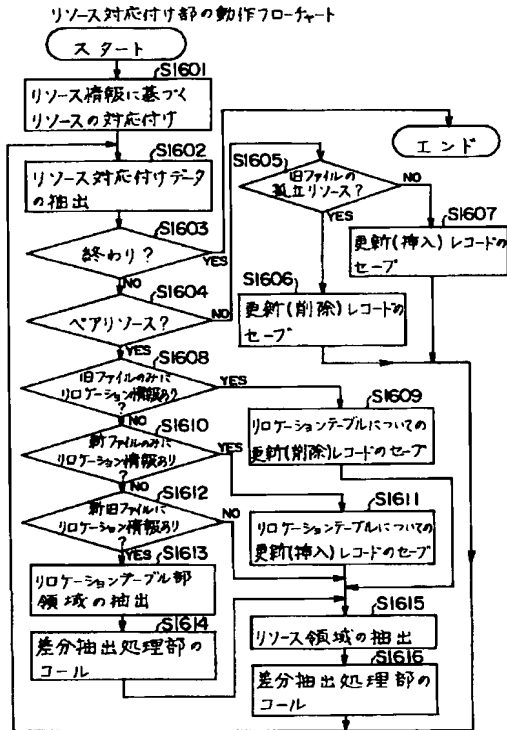 リソース対応付け部の動作フローチャート
スタート
S1601
リソース情報に基づく
リソースの対応付け
S1602
リソース対応付けデータ
の抽出
S1603
終わり?
YES
NO
S1604
ペアリソース?
NO
YES
エンド
S1605
旧ファイルの
孤立リソース?
NO
YES
S1607
更新(挿入)レコードの
セーブ
S1606
更新(削除)レコードの
セーブ
S1608
旧ファイルのみに
リロケーション情報あり
?
YES
NO
S1609
リロケーションテーブルについての
更新(削除)レコードのセーブ
S1610
新ファイルのみに
リロケーション情報あり
?
YES
NO
S1611
リロケーションテーブルについての
更新(挿入)レコードのセーブ
S1612
新旧ファイルに
リロケーション情報あり
?
NO
YES
S1613
リロケーションテーブル部
領域の抽出
S1614
差分抽出処理部の
コール
S1615
リソース領域の抽出
S1616
差分抽出処理部の
コール